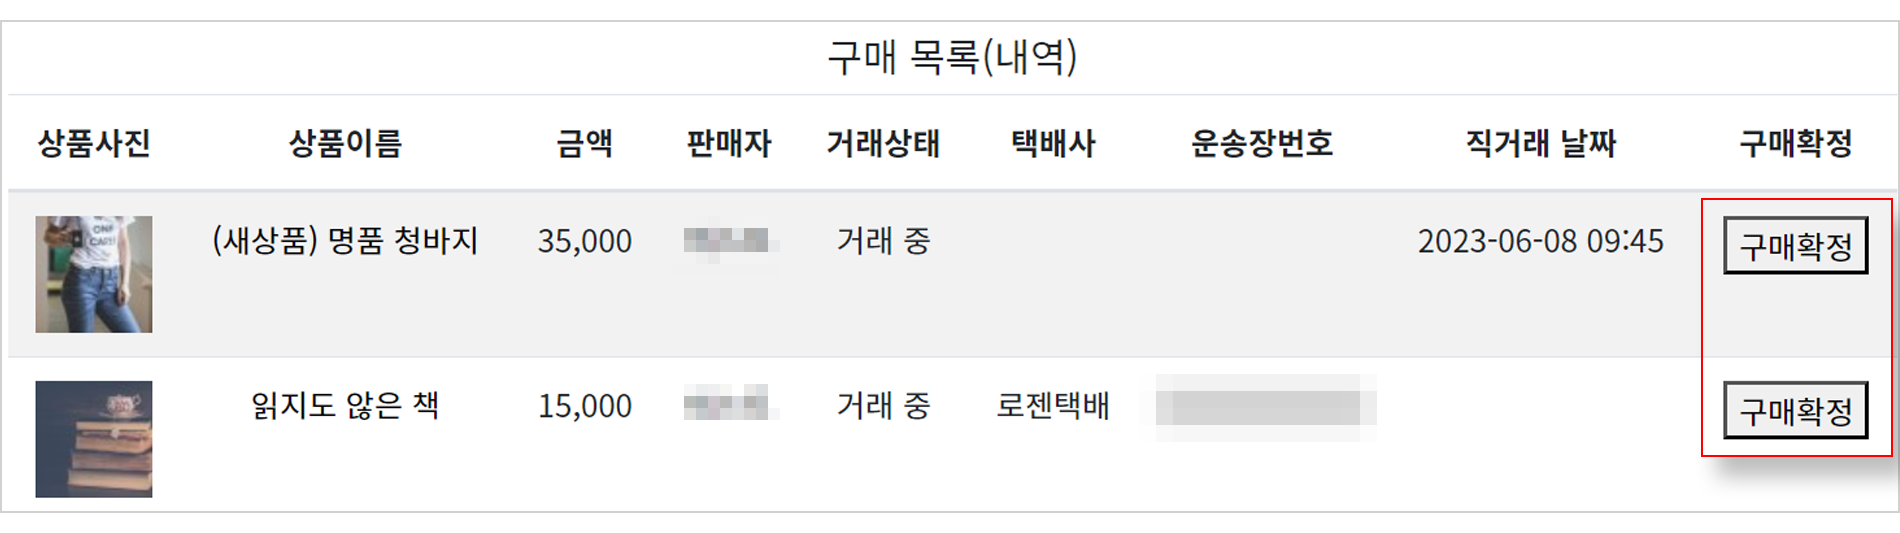 구매 목록(내역)
상품사진 상품이름 금액 판매자 거래상태 택배사 운송장번호 직거래 날짜 구매확정
ONE CARE! (새상품) 명품 청바지 35,000 거래 중 2023-06-08 09:45 구매확정
읽지도 않은 책 15,000 거래 중 로젠택배 구매확정